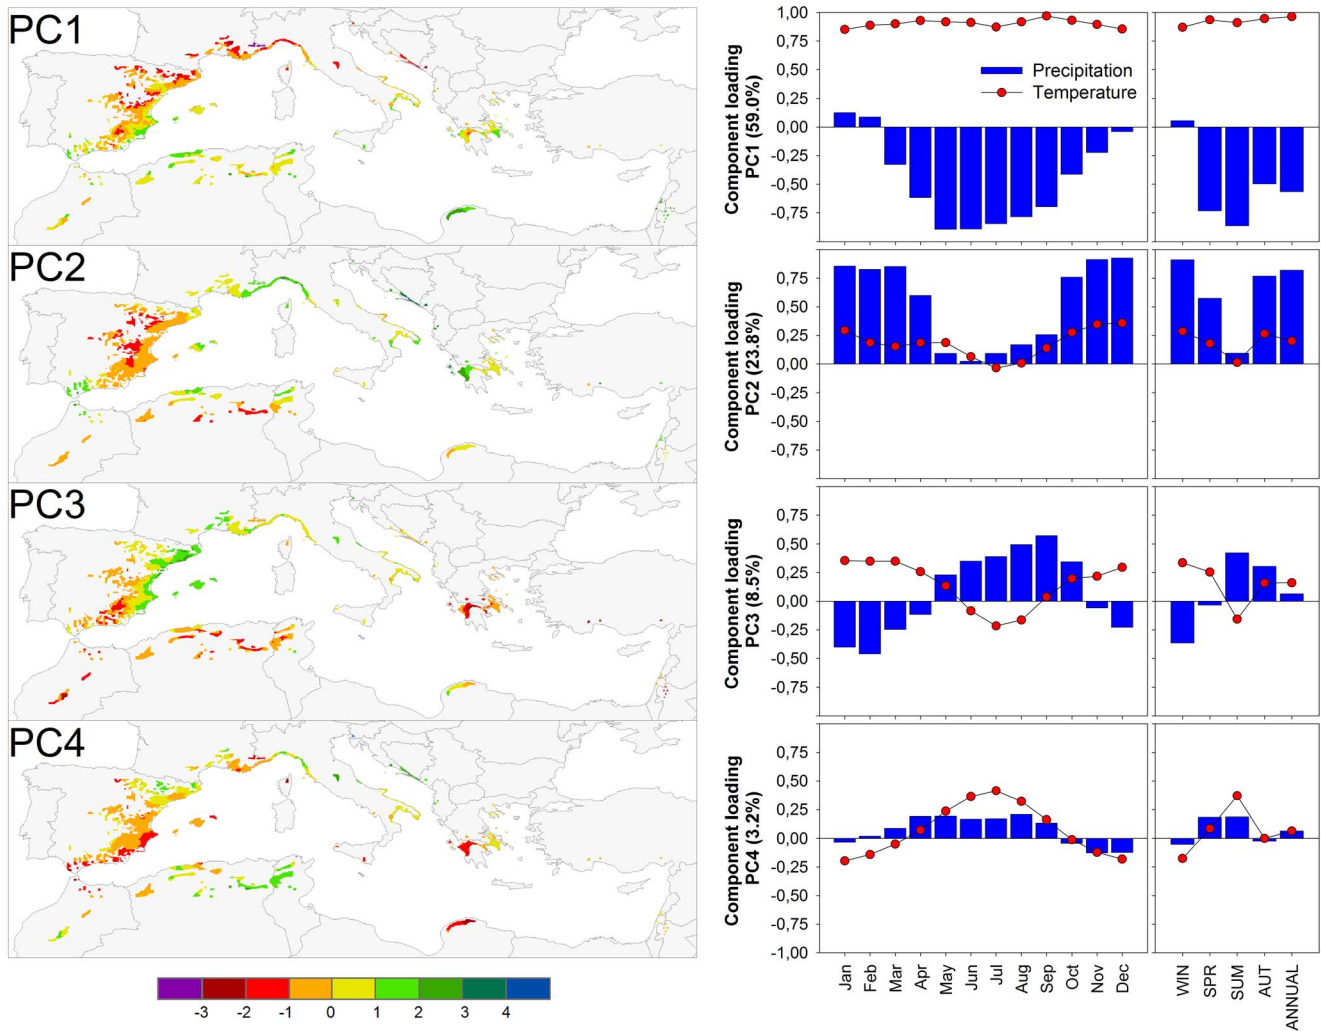 PC1
PC2
PC3
PC4
-3 -2 -1 0 1 2 3 4
Component loading
PC1 (59.0%)
1,00
0,75
0,50
0,25
0,00
-0,25
-0,50
-0,75
Precipitation
Temperature
Component loading
PC2 (23.8%)
0,75
0,50
0,25
0,00
-0,25
-0,50
-0,75
Component loading
PC3 (8.5%)
0,75
0,50
0,25
0,00
-0,25
-0,50
-0,75
Component loading
PC4 (3.2%)
0,75
0,50
0,25
0,00
-0,25
-0,50
-0,75
-1,00
Jan Feb Mar Apr May Jun Jul Aug Sep Oct Nov Dec
WIN SPR SUM AUT ANNUAL